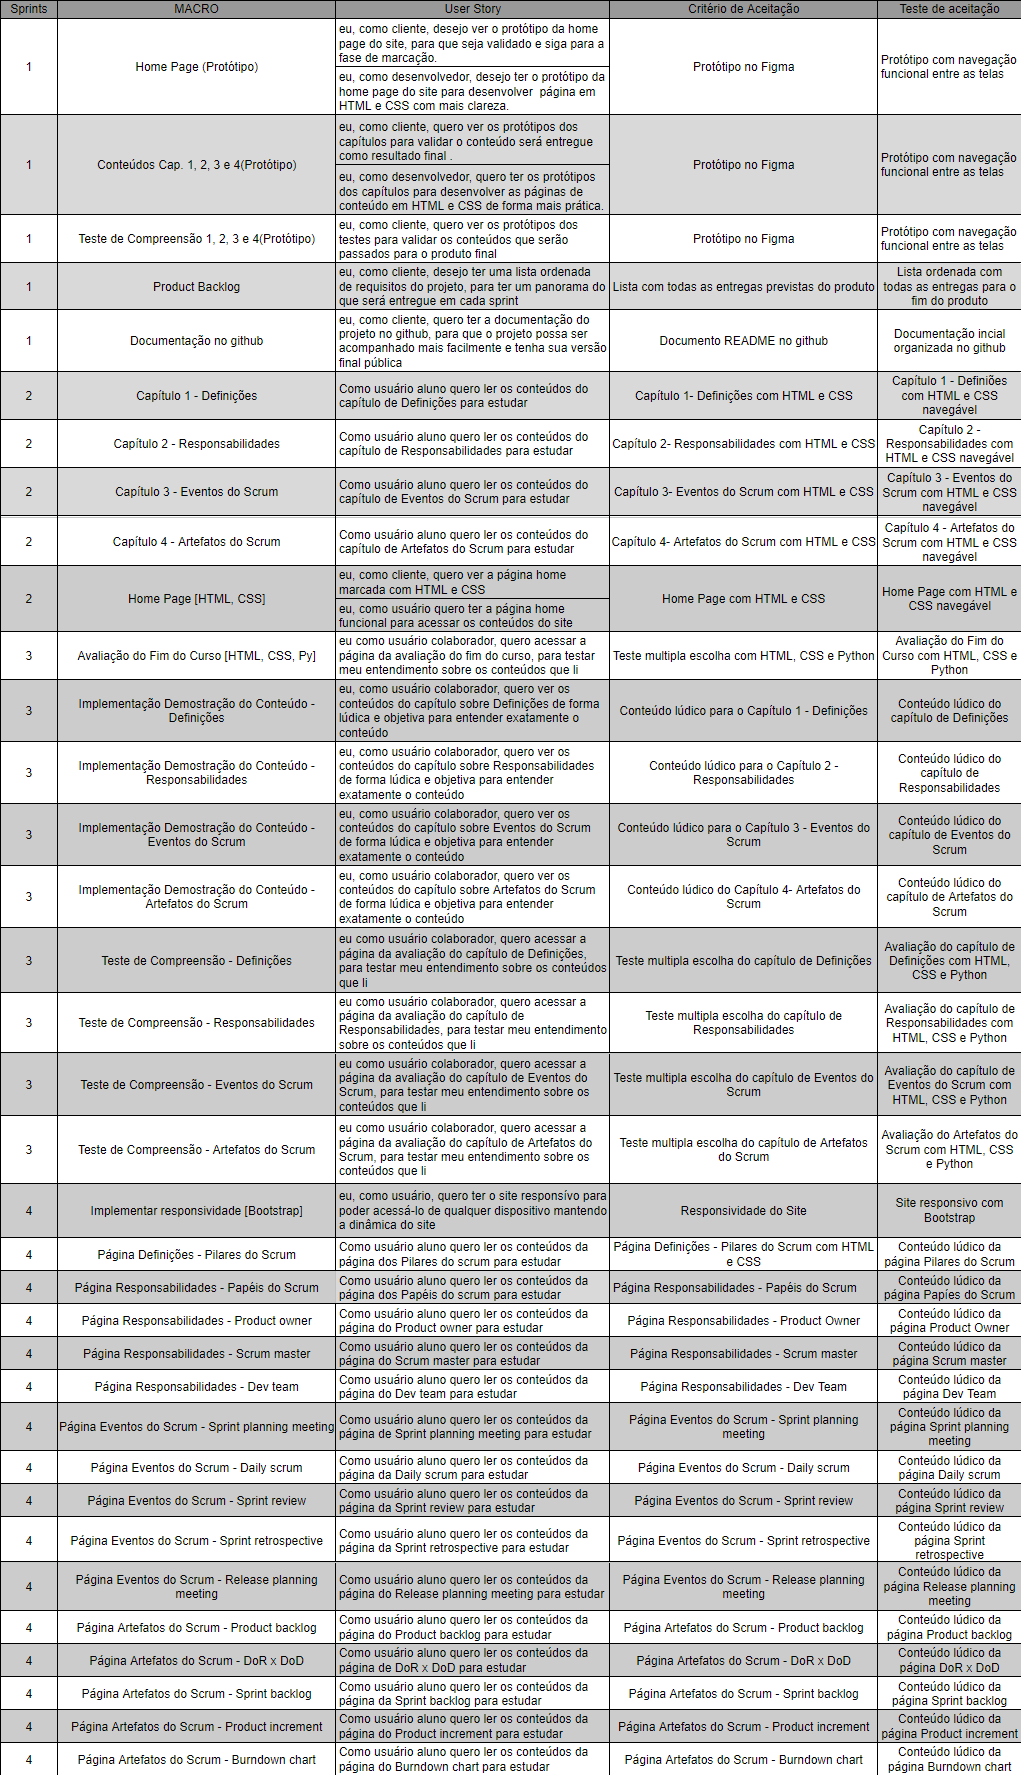 Sprints MACRO User Story Critério de Aceitação Teste de aceitação
1
Home Page (Protótipo)
eu, como cliente, desejo ver o protótipo da home
page do site, para que seja validado e siga para a
fase de marcação.
eu, como desenvolvedor, desejo ter o protótipo da
home page do site para desenvolver página em
HTML e CSS com mais clareza.
Protótipo no Figma
Protótipo com navegação
funcional entre as telas
1
Conteúdos Cap. 1, 2, 3 e 4(Protótipo)
eu, como cliente, quero ver os protótipos dos
capítulos para validar o conteúdo será entregue
como resultado final .
eu, como desenvolvedor, quero ter os protótipos
dos capítulos para desenvolver as páginas de
conteúdo em HTML e CSS de forma mais prática.
Protótipo no Figma
Protótipo com navegação
funcional entre as telas
1
Teste de Compreensão 1, 2, 3 e 4(Protótipo)
eu, como cliente, quero ver os protótipos dos
testes para validar os conteúdos que serão
passados para o produto final
Protótipo no Figma
Protótipo com navegação
funcional entre as telas
1
Product Backlog
eu, como cliente, desejo ter uma lista ordenada
de requisitos do projeto, para ter um panorama do
que será entregue em cada sprint
Lista com todas as entregas previstas do produto
Lista ordenada com
todas as entregas para o
fim do produto
1
Documentação no github
eu, como cliente, quero ter a documentação do
projeto no github, para que o projeto possa ser
acompanhado mais facilmente e tenha sua versão
final pública
Documento README no github
Documentação incial
organizada no github
2
Capítulo 1 - Definições
Como usuário aluno quero ler os conteúdos do
capítulo de Definições para estudar
Capítulo 1- Definições com HTML e CSS
Capítulo 1 - Definiões
com HTML e CSS
navegável
2
Capítulo 2 - Responsabilidades
Como usuário aluno quero ler os conteúdos do
capítulo de Responsabilidades para estudar
Capítulo 2- Responsabilidades com HTML e CSS
Capítulo 2 -
Responsabilidades com
HTML e CSS navegável
2
Capítulo 3 - Eventos do Scrum
Como usuário aluno quero ler os conteúdos do
capítulo de Eventos do Scrum para estudar
Capítulo 3- Eventos do Scrum com HTML e CSS
Capítulo 3 - Eventos do
Scrum com HTML e CSS
navegável
2
Capítulo 4 - Artefatos do Scrum
Como usuário aluno quero ler os conteúdos do
capítulo de Artefatos do Scrum para estudar
Capítulo 4- Artefatos do Scrum com HTML e CSS
Capítulo 4 - Artefatos do
Scrum com HTML e CSS
navegável
2
Home Page [HTML, CSS]
eu, como cliente, quero ver a página home
marcada com HTML e CSS
eu, como usuário quero ter a página home
funcional para acessar os conteúdos do site
Home Page com HTML e CSS
Home Page com HTML e
CSS navegável
3
Avaliação do Fim do Curso [HTML, CSS, Py]
eu como usuário colaborador, quero acessar a
página da avaliação do fim do curso, para testar
meu entendimento sobre os conteúdos que li
Teste multipla escolha com HTML, CSS e Python
Avaliação do Fim do
Curso com HTML, CSS e
Python
3
Implementação Demostração do Conteúdo -
Definições
eu, como usuário colaborador, quero ver os
conteúdos do capítulo sobre Definições de forma
lúdica e objetiva para entender exatamente o
conteúdo
Conteúdo lúdico para o Capítulo 1 - Definições
Conteúdo lúdico do
capítulo de Definições
3
Implementação Demostração do Conteúdo -
Responsabilidades
eu, como usuário colaborador, quero ver os
conteúdos do capítulo sobre Responsabilidades
de forma lúdica e objetiva para entender
exatamente o conteúdo
Conteúdo lúdico para o Capítulo 2 -
Responsabilidades
Conteúdo lúdico do
capítulo de
Responsabilidades
3
Implementação Demostração do Conteúdo -
Eventos do Scrum
eu, como usuário colaborador, quero ver os
conteúdos do capítulo sobre Eventos do Scrum
de forma lúdica e objetiva para entender
exatamente o conteúdo
Conteúdo lúdico para o Capítulo 3 - Eventos do
Scrum
Conteúdo lúdico do
capítulo de Eventos do
Scrum
3
Implementação Demostração do Conteúdo -
Artefatos do Scrum
eu, como usuário colaborador, quero ver os
conteúdos do capítulo sobre Artefatos do Scrum
de forma lúdica e objetiva para entender
exatamente o conteúdo
Conteúdo lúdico do Capítulo 4- Artefatos do
Scrum
Conteúdo lúdico do
capítulo de Artefatos do
Scrum
3
Teste de Compreensão - Definições
eu como usuário colaborador, quero acessar a
página da avaliação do capítulo de Definições,
para testar meu entendimento sobre os conteúdos
que li
Teste multipla escolha do capítulo de Definições
Avaliação do capítulo de
Definições com HTML,
CSS e Python
3
Teste de Compreensão - Responsabilidades
eu como usuário colaborador, quero acessar a
página da avaliação do capítulo de
Responsabilidades, para testar meu entendimento
sobre os conteúdos que li
Teste multipla escolha do capítulo de
Responsabilidades
Avaliação do capítulo de
Responsabilidades com
HTML, CSS e Python
3
Teste de Compreensão - Eventos do Scrum
eu como usuário colaborador, quero acessar a
página da avaliação do capítulo de Eventos do
Scrum, para testar meu entendimento sobre os
conteúdos que li
Teste multipla escolha do capítulo de Eventos do
Scrum
Avaliação do capítulo de
Eventos do Scrum com
HTML, CSS e Python
3
Teste de Compreensão - Artefatos do Scrum
eu como usuário colaborador, quero acessar a
página da avaliação do capítulo de Artefatos do
Scrum, para testar meu entendimento sobre os
conteúdos que li
Teste multipla escolha do capítulo de Artefatos
do Scrum
Avaliação do Artefatos do
Scrum com HTML, CSS
e Python
4
Implementar responsividade [Bootstrap]
eu, como usuário, quero ter o site responsívo para
poder acessá-lo de qualquer dispositivo mantendo
a dinâmica do site
Responsividade do Site
Site responsivo com
Bootstrap
4
Página Definições - Pilares do Scrum
Como usuário aluno quero ler os conteúdos da
página dos Pilares do scrum para estudar
Página Definições - Pilares do Scrum com HTML
e CSS
Conteúdo lúdico da
página Pilares do Scrum
4
Página Responsabilidades - Papéis do Scrum
Como usuário aluno quero ler os conteúdos da
página dos Papéis do scrum para estudar
Página Responsabilidades - Papéis do Scrum
Conteúdo lúdico da
página Papíes do Scrum
4
Página Responsabilidades - Product owner
Como usuário aluno quero ler os conteúdos da
página do Product owner para estudar
Página Responsabilidades - Product Owner
Conteúdo lúdico da
página Product Owner
4
Página Responsabilidades - Scrum master
Como usuário aluno quero ler os conteúdos da
página do Scrum master para estudar
Página Responsabilidades - Scrum master
Conteúdo lúdico da
página Scrum master
4
Página Responsabilidades - Dev team
Como usuário aluno quero ler os conteúdos da
página do Dev team para estudar
Página Responsabilidades - Dev Team
Conteúdo lúdico da
página Dev Team
4
Página Eventos do Scrum - Sprint planning meeting
Como usuário aluno quero ler os conteúdos da
página de Sprint planning meeting para estudar
Página Eventos do Scrum - Sprint planning
meeting
Conteúdo lúdico da
página Sprint planning
meeting
4
Página Eventos do Scrum - Daily scrum
Como usuário aluno quero ler os conteúdos da
página da Daily scrum para estudar
Página Eventos do Scrum - Daily scrum
Conteúdo lúdico da
página Daily scrum
4
Página Eventos do Scrum - Sprint review
Como usuário aluno quero ler os conteúdos da
página da Sprint review para estudar
Página Eventos do Scrum - Sprint review
Conteúdo lúdico da
página Sprint review
4
Página Eventos do Scrum - Sprint retrospective
Como usuário aluno quero ler os conteúdos da
página da Sprint retrospective para estudar
Página Eventos do Scrum - Sprint retrospective
Conteúdo lúdico da
página Sprint
retrospective
4
Página Eventos do Scrum - Release planning
meeting
Como usuário aluno quero ler os conteúdos da
página do Release planning meeting para estudar
Página Eventos do Scrum - Release planning
meeting
Conteúdo lúdico da
página Release planning
meeting
4
Página Artefatos do Scrum - Product backlog
Como usuário aluno quero ler os conteúdos da
página do Product backlog para estudar
Página Artefatos do Scrum - Product backlog
Conteúdo lúdico da
página Product backlog
4
Página Artefatos do Scrum - DoR x DoD
Como usuário aluno quero ler os conteúdos da
página de DoR x DoD para estudar
Página Artefatos do Scrum - DoR x DoD
Conteúdo lúdico da
página DoR x DoD
4
Página Artefatos do Scrum - Sprint backlog
Como usuário aluno quero ler os conteúdos da
página da Sprint backlog para estudar
Página Artefatos do Scrum - Sprint backlog
Conteúdo lúdico da
página Sprint backlog
4
Página Artefatos do Scrum - Product increment
Como usuário aluno quero ler os conteúdos da
página do Product increment para estudar
Página Artefatos do Scrum - Product increment
Conteúdo lúdico da
página Product increment
4
Página Artefatos do Scrum - Burndown chart
Como usuário aluno quero ler os conteúdos da
página do Burndown chart para estudar
Página Artefatos do Scrum - Burndown chart
Conteúdo lúdico da
página Burndown chart